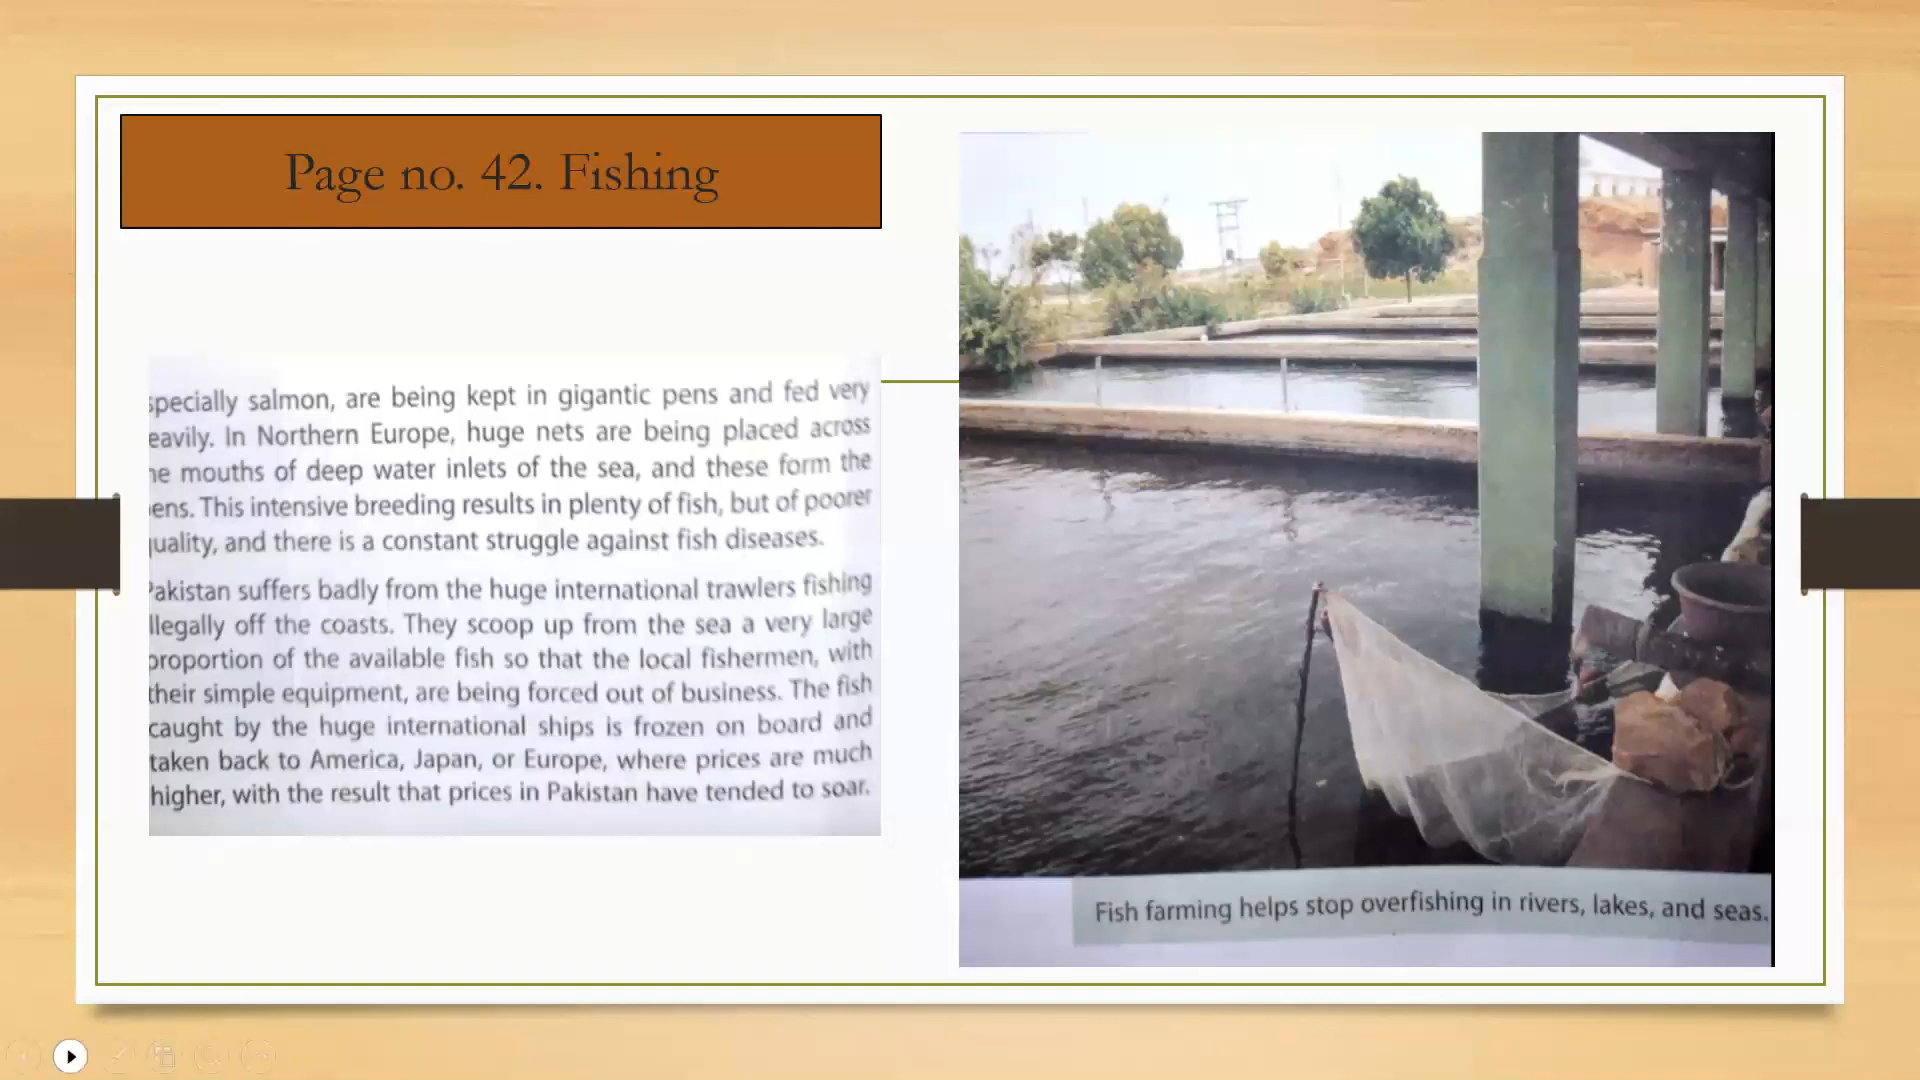 Page no. 42. Fishing
specially salmon, are being kept in gigantic pens and fed very
eavily. In Northern Europe, huge nets are being placed across
he mouths of deep water inlets of the sea, and these form the
ens. This intensive breeding results in plenty of fish, but of poorer
quality, and there is a constant struggle against fish diseases.
Pakistan suffers badly from the huge international trawlers fishing
llegally off the coasts. They scoop up from the sea a very large
proportion of the available fish so that the local fishermen, with
their simple equipment, are being forced out of business. The fish
caught by the huge international ships is frozen on board and
taken back to America, Japan, or Europe, where prices are much
higher, with the result that prices in Pakistan have tended to soar.
Fish farming helps stop overfishing in rivers, lakes, and seas.